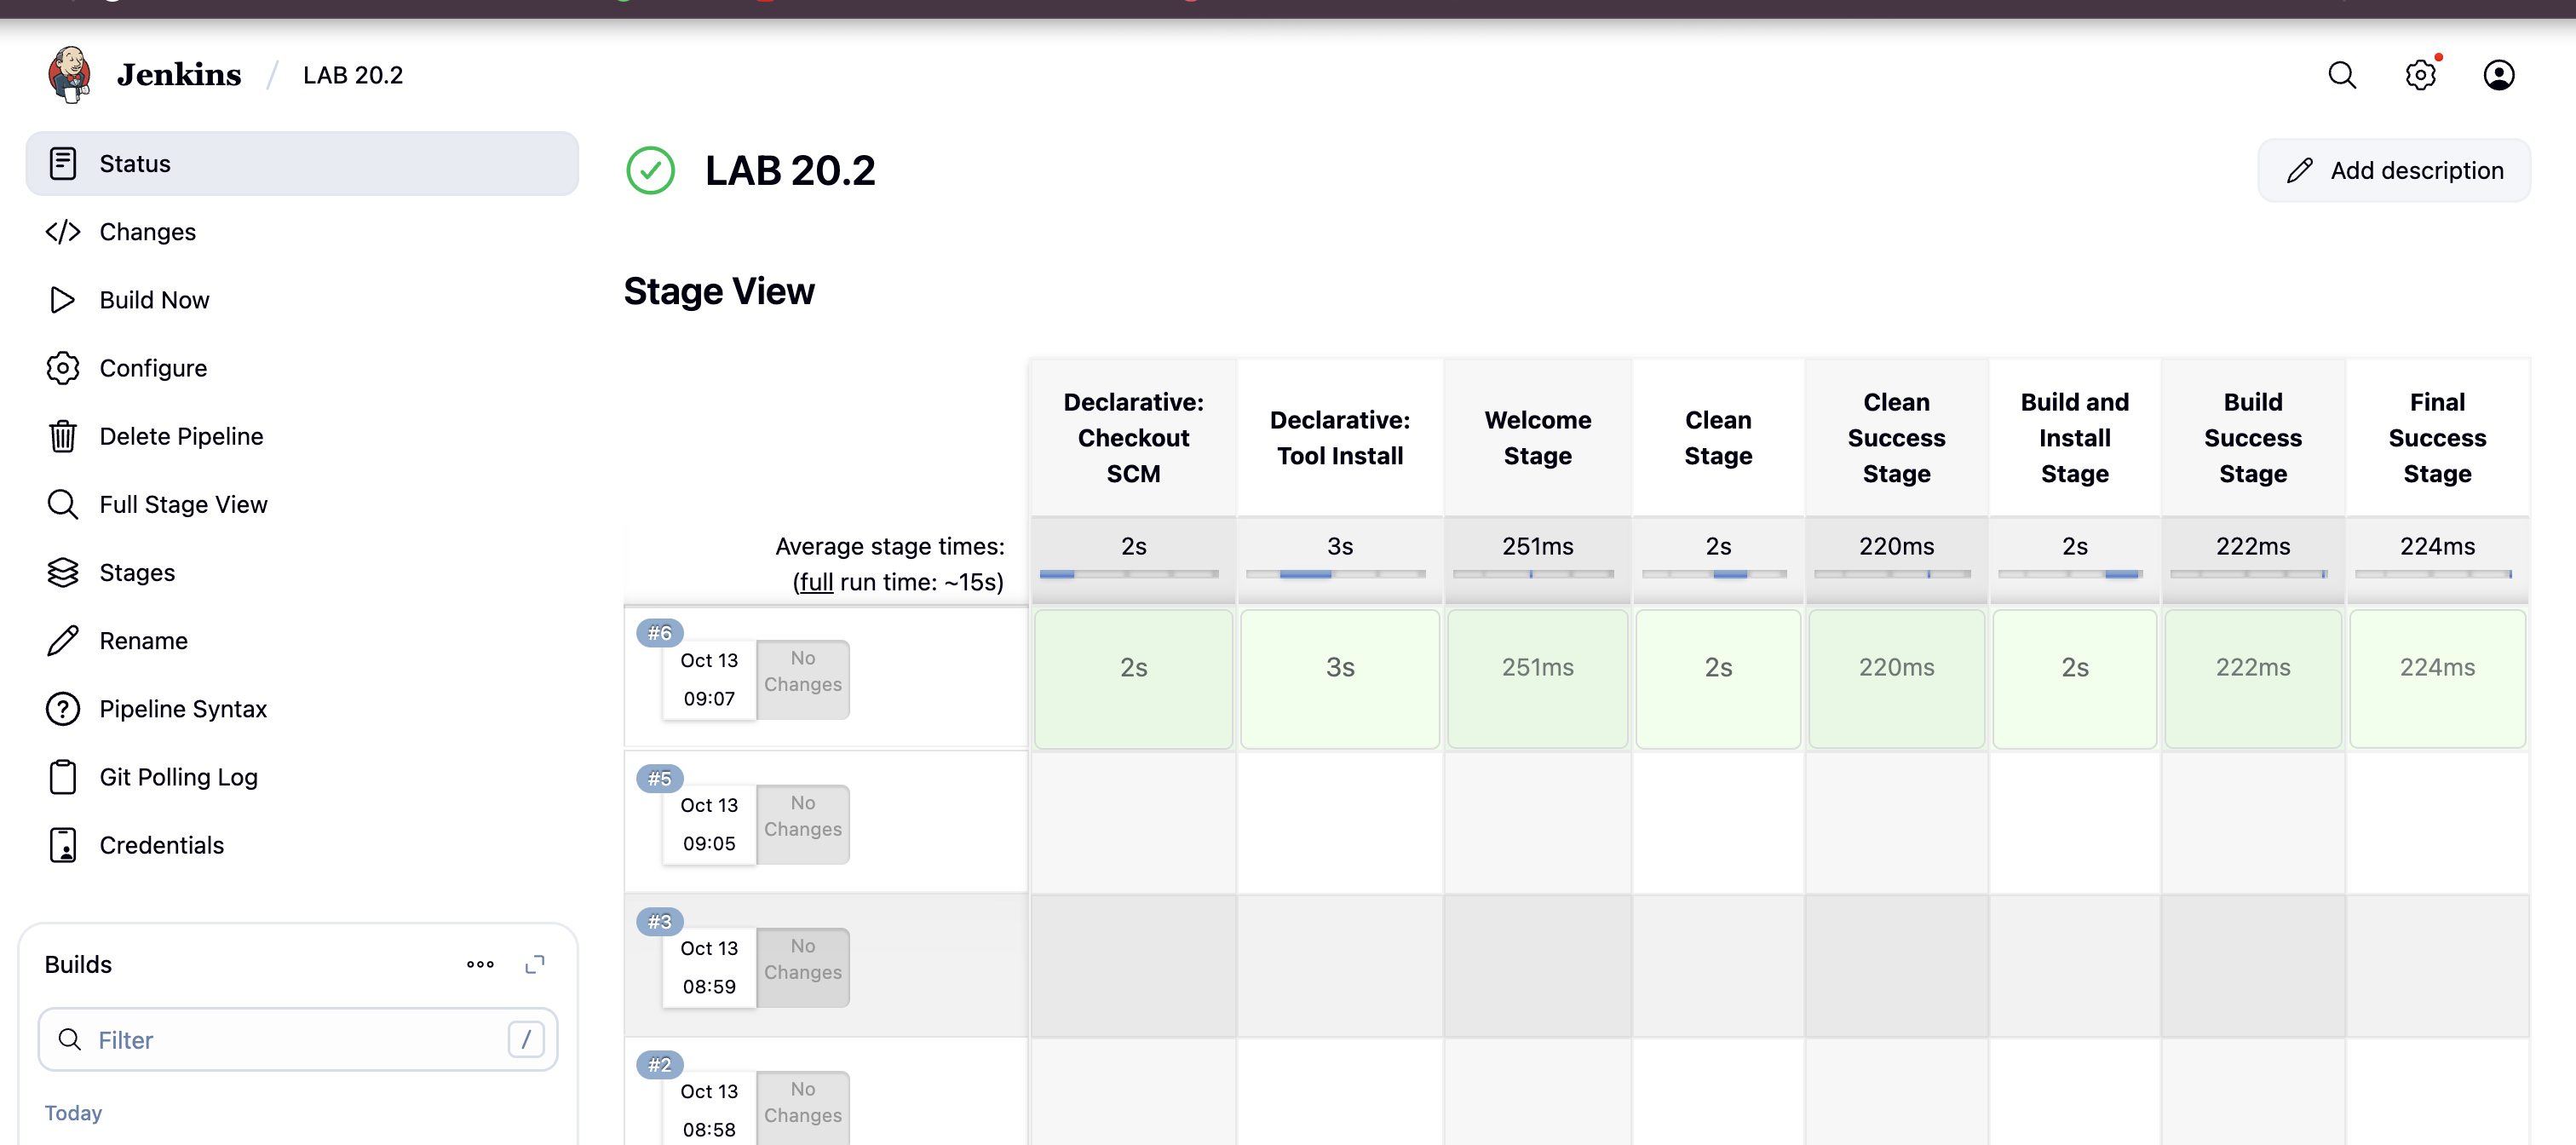 Jenkins / LAB 20.2
Status
Changes
Build Now
Configure
Delete Pipeline
Full Stage View
Stages
Rename
Pipeline Syntax
Git Polling Log
Credentials
Builds
Filter /
Today
LAB 20.2
Add description
Stage View
Declarative:
Checkout
SCM
Declarative:
Tool Install
Welcome
Stage
Clean
Stage
Clean
Success
Stage
Build and
Install
Stage
Build
Success
Stage
Final
Success
Stage
Average stage times:
(full run time: ~15s)
2s 3s 251ms 2s 220ms 2s 222ms 224ms
#6
Oct 13
09:07
No
Changes
2s 3s 251ms 2s 220ms 2s 222ms 224ms
#5
Oct 13
09:05
No
Changes
#3
Oct 13
08:59
No
Changes
#2
Oct 13
08:58
No
Changes